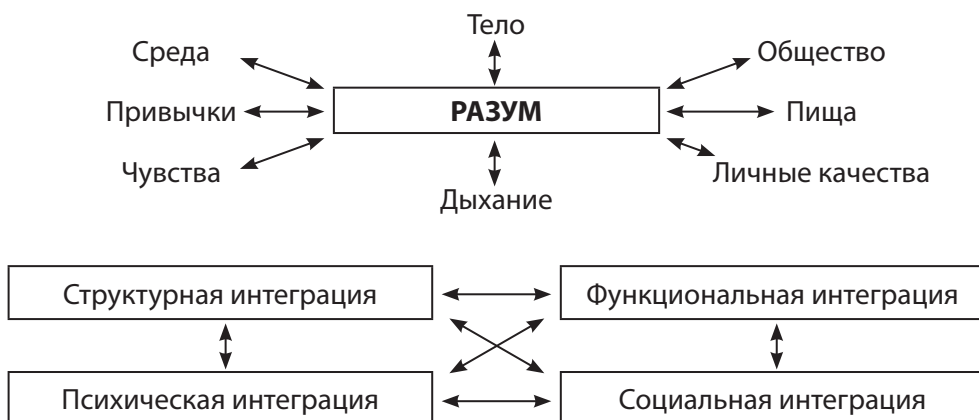 Тело
Среда
Общество
Привычки
РАЗУМ
Пища
Чувства
Личные качества
Дыхание
Структурная интеграция
Функциональная интеграция
Психическая интеграция
Социальная интеграция